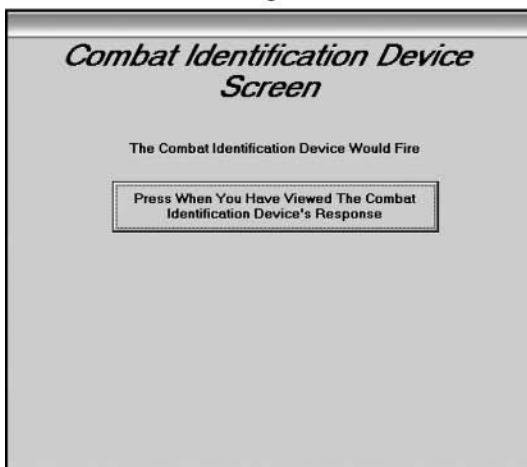 Combat Identification Device
Screen
The Combat Identification Device Would Fire
Press When You Have Viewed The Combat
Identification Device's Response